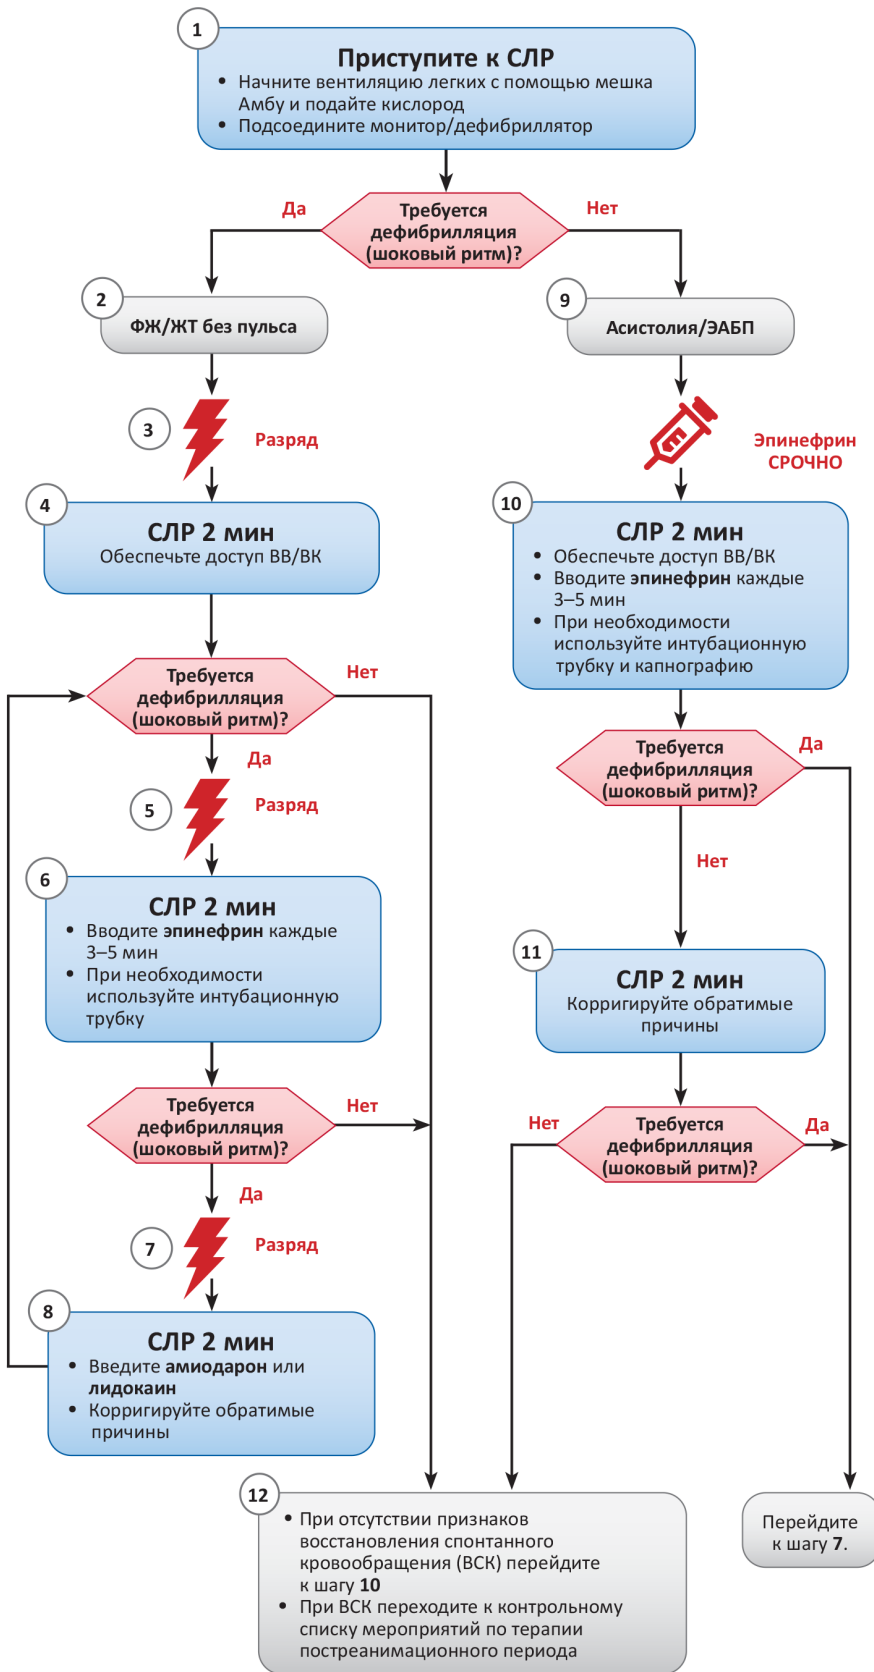 1
Приступите к СЛР
• Начните вентиляцию легких с помощью мешка
Амбу и подайте кислород
• Подсоедините монитор/дефибриллятор
Да
Требуется
дефибрилляция
(шоковый ритм)?
Нет
2
ФЖ/ЖТ без пульса
9
Асистолия/ЭАБП
3
Разряд
Эпинефрин
СРОЧНО
4
СЛР 2 мин
Обеспечьте доступ ВВ/ВК
10
СЛР 2 мин
• Обеспечьте доступ ВВ/ВК
• Вводите эпинефрин каждые
3–5 мин
• При необходимости
используйте интубационную
трубку и капнографию
Требуется
дефибрилляция
(шоковый ритм)?
Нет
Да
Требуется
дефибрилляция
(шоковый ритм)?
Да
Нет
5
Разряд
6
СЛР 2 мин
• Вводите эпинефрин каждые
3–5 мин
• При необходимости
используйте интубационную
трубку
11
СЛР 2 мин
Корригируйте обратимые
причины
Требуется
дефибрилляция
(шоковый ритм)?
Нет
Да
Нет
Требуется
дефибрилляция
(шоковый ритм)?
Да
7
Разряд
8
СЛР 2 мин
• Введите амиодарон или
лидокаин
• Корригируйте обратимые
причины
12
• При отсутствии признаков
восстановления спонтанного
кровообращения (ВСК) перейдите
к шагу 10
• При ВСК переходите к контрольному
списку мероприятий по терапии
постреанимационного периода
Перейдите
к шагу 7.